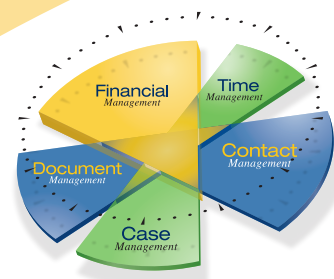 Financial
Management
Time
Management
Contact
Management
Document
Management
Case
Management